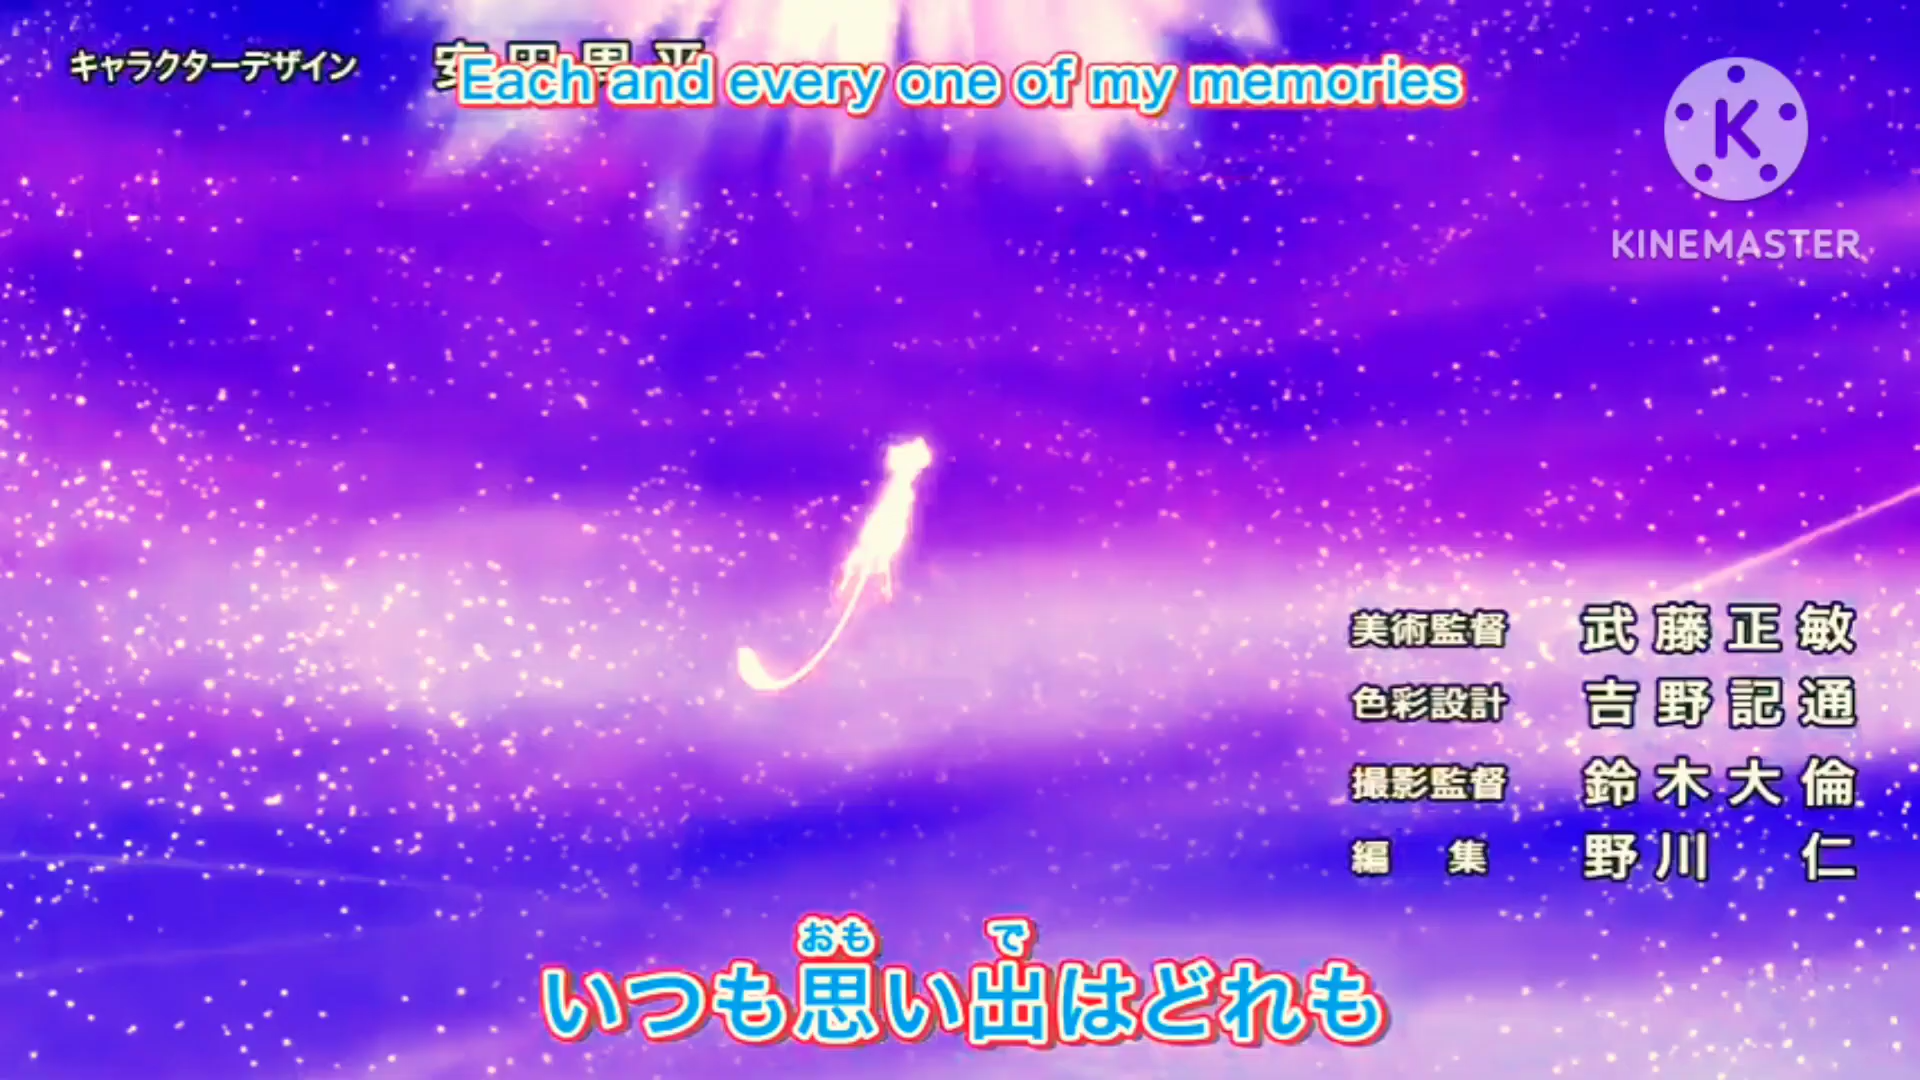 キャラクターデザイン
Each and every one of my memories
KINEMASTER
美術監督 武藤正敏
色彩設計 吉野記通
撮影監督 鈴木大倫
編集 野川仁
おも で
いつも思い出はどれも